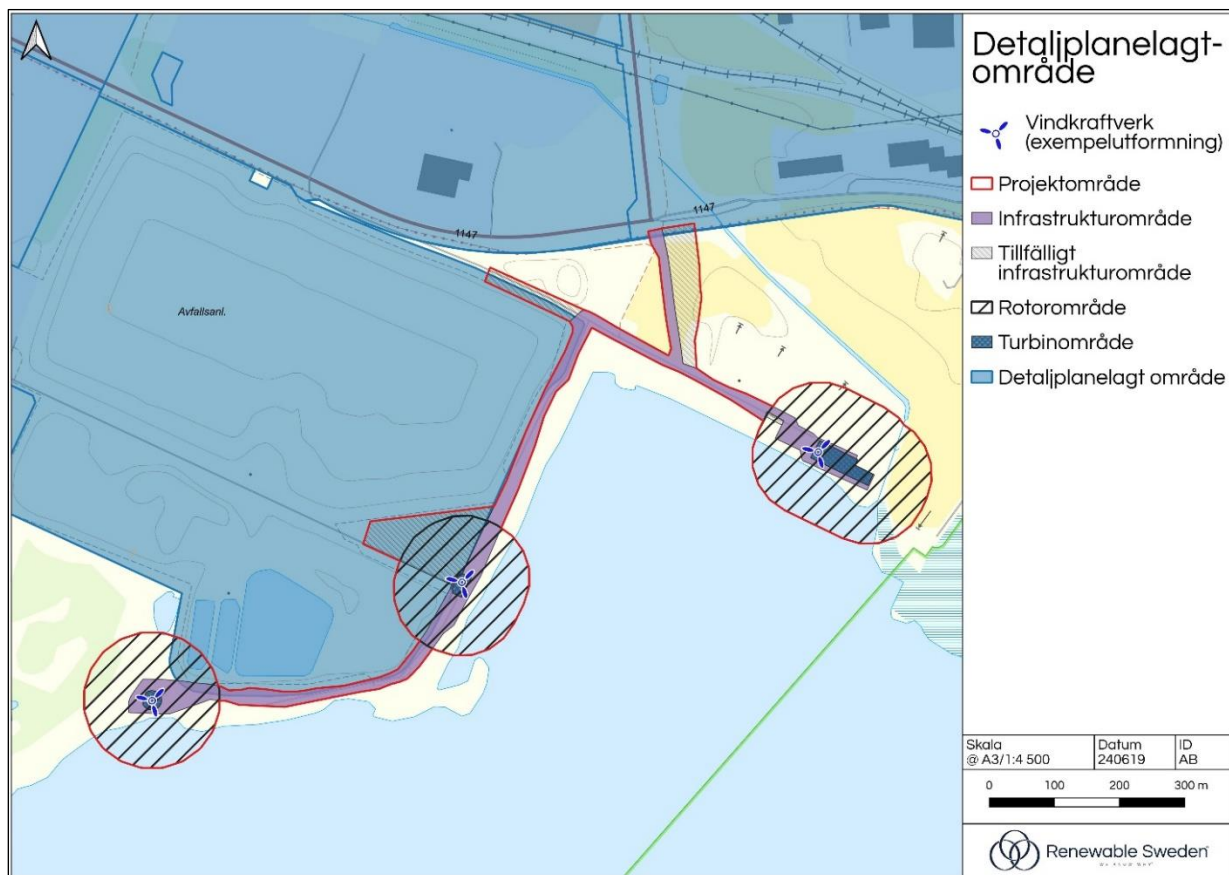 Detaljplanelagt-
område
Vindkraftverk
(exempelutformning)
Projektområde
Infrastrukturområde
Tillfälligt
infrastrukturområde
Rotorområde
Turbinområde
Detaljplanelagt område
1147
1147
Avfallsanl.
Skala
@ A3/1:4 500
Datum
240619
ID
AB
0 100 200 300 m
Renewable Sweden